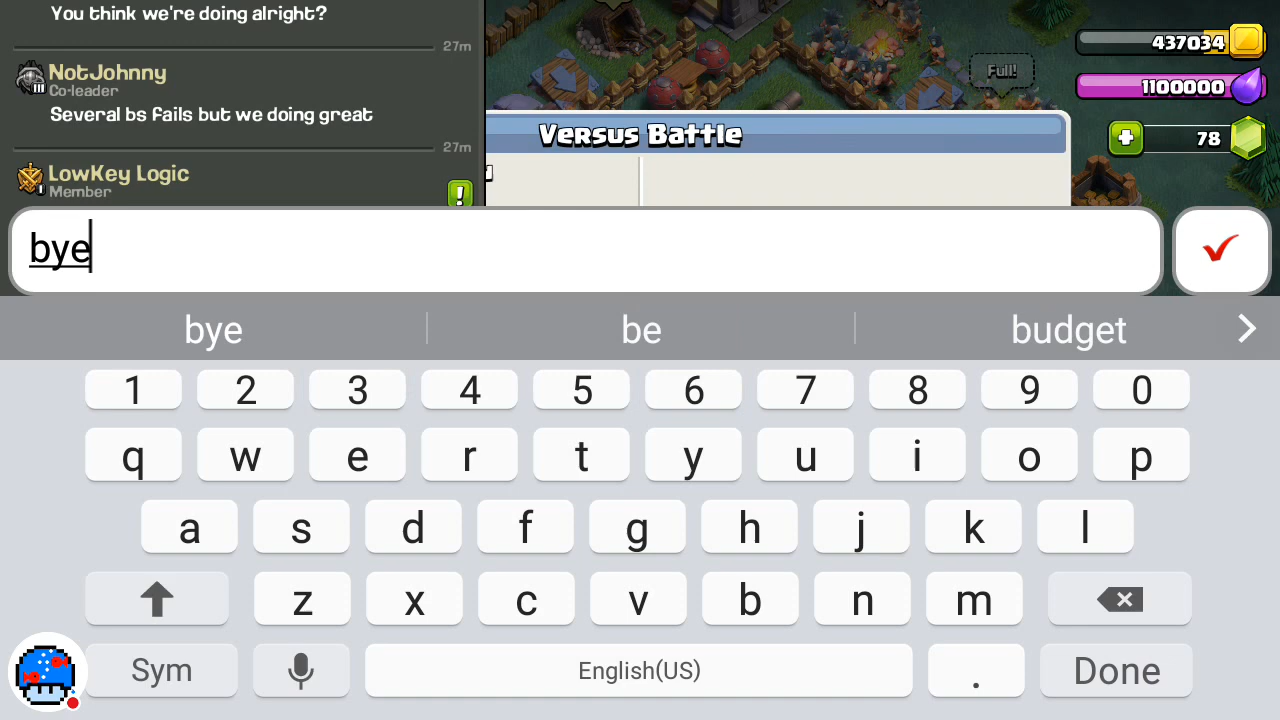 You think we're doing alright?
27m
NotJohnny
Co-leader
Several bs fails but we doing great
27m
LowKey Logic
Member
!
Full!
437034
1100000
78
Versus Battle
bye
bye be budget
1 2 3 4 5 6 7 8 9 0
q w e r t y u i o p
a s d f g h j k l
z x c v b n m
Sym English(US) . Done